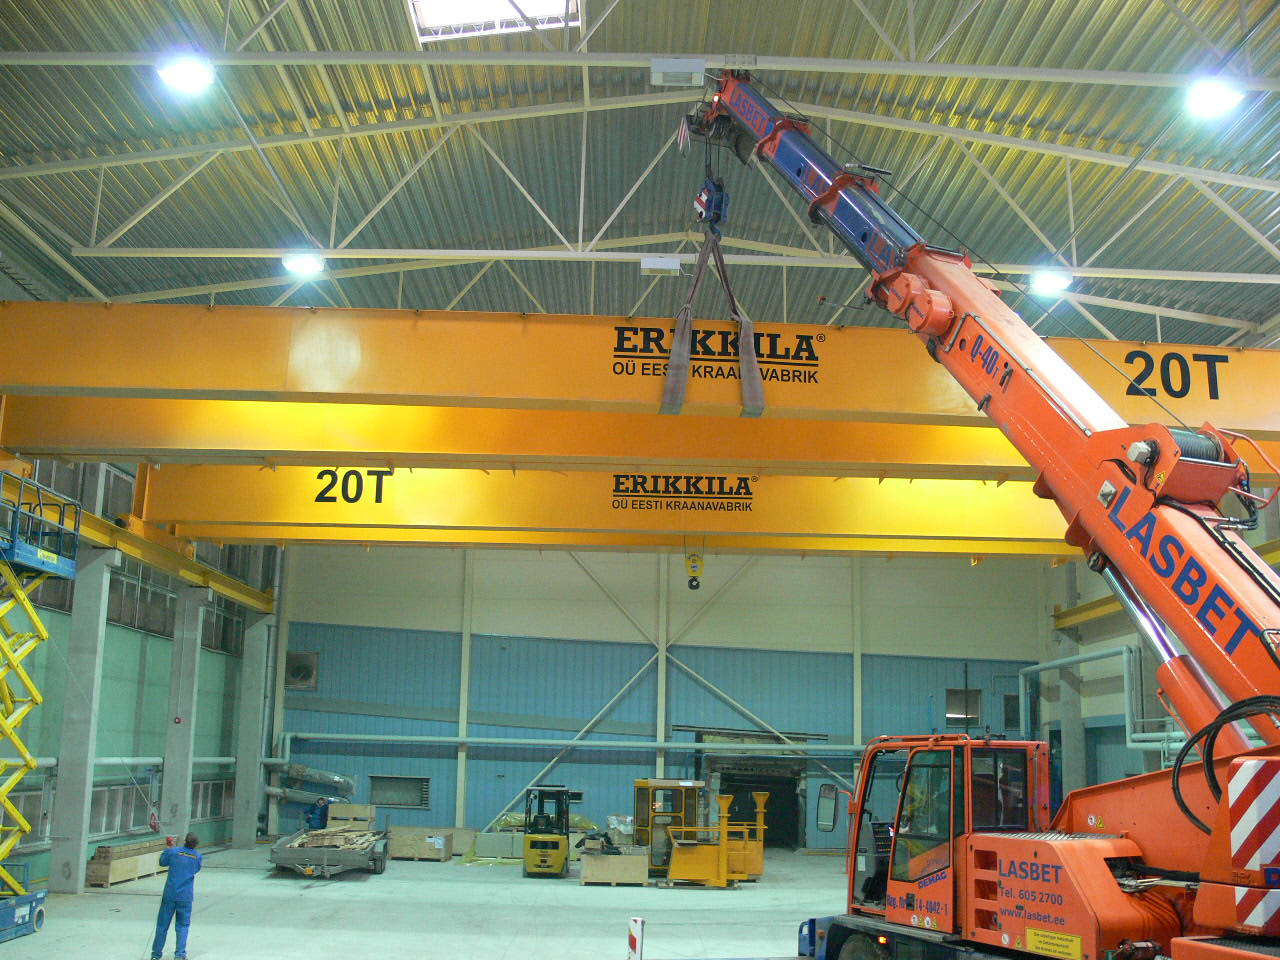 LASBET
ERIKKILA®
OÜ EESTI KRAANAVABRIK
20T
Q-40T
20T
ERIKKILA®
OÜ EESTI KRAANAVABRIK
LASBET
DEMAG
LASBET
Tel. 605 2700
www.lasbet.ee